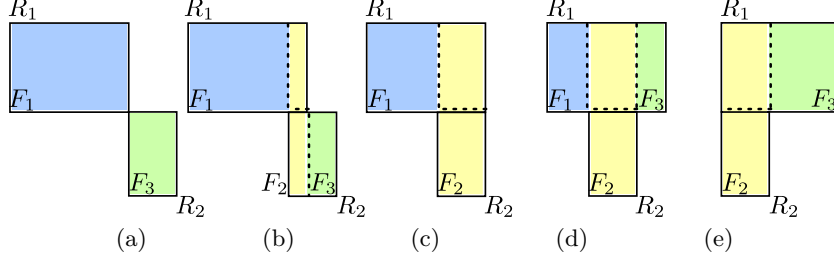 R₁ R₁ R₁ R₁ R₁
F₁ F₁ F₁ F₁ F₃ F₃
F₃ F₂ F₃ F₂ F₂ F₂
R₂ R₂ R₂ R₂ R₂
(a) (b) (c) (d) (e)